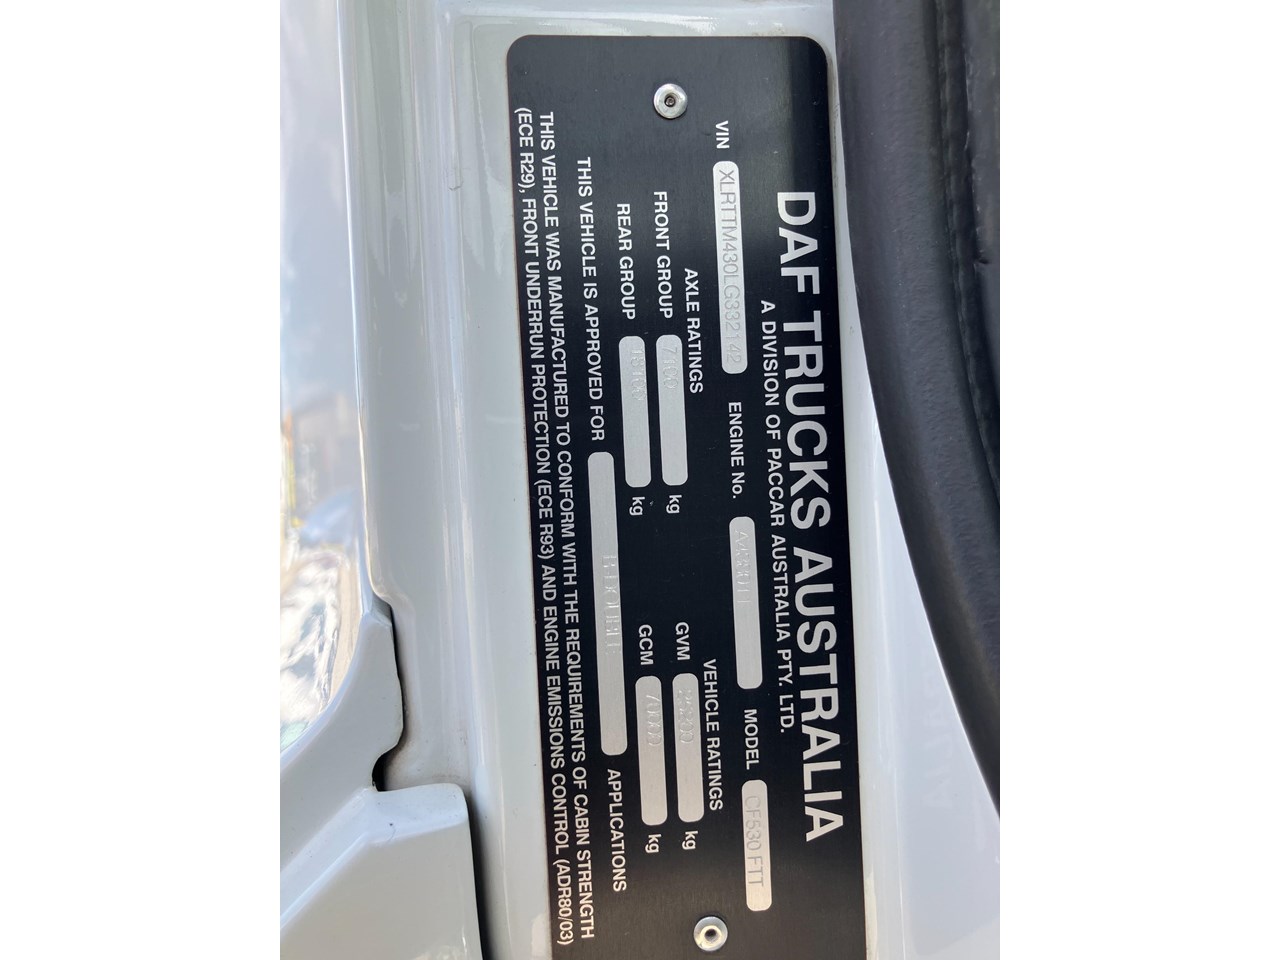 DAF TRUCKS AUSTRALIA
A DIVISION OF PACCAR AUSTRALIA PTY. LTD.
VIN XLRTTM430LG332142 ENGINE No. MODEL CF530 FTT
AXLE RATINGS VEHICLE RATINGS
FRONT GROUP kg GVM kg
REAR GROUP kg GCM 70000 kg
THIS VEHICLE IS APPROVED FOR APPLICATIONS
THIS VEHICLE WAS MANUFACTURED TO CONFORM WITH THE REQUIREMENTS OF CABIN STRENGTH
(ECE R29), FRONT UNDERRUN PROTECTION (ECE R93) AND ENGINE EMISSIONS CONTROL (ADR80/03)